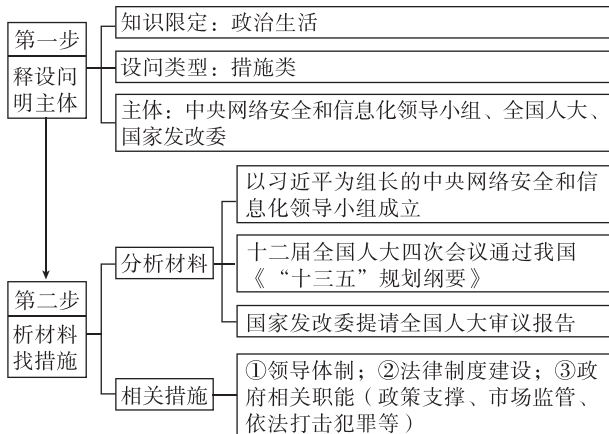 第一步
释设问
明主体
知识限定：政治生活
设问类型：措施类
主体：中央网络安全和信息化领导小组、全国人大、
国家发改委
第二步
析材料
找措施
分析材料
以习近平为组长的中央网络安全和信
息化领导小组成立
十二届全国人大四次会议通过我国
《“十三五”规划纲要》
国家发改委提请全国人大审议报告
相关措施
①领导体制；②法律制度建设；③政
府相关职能（政策支撑、市场监管、
依法打击犯罪等）